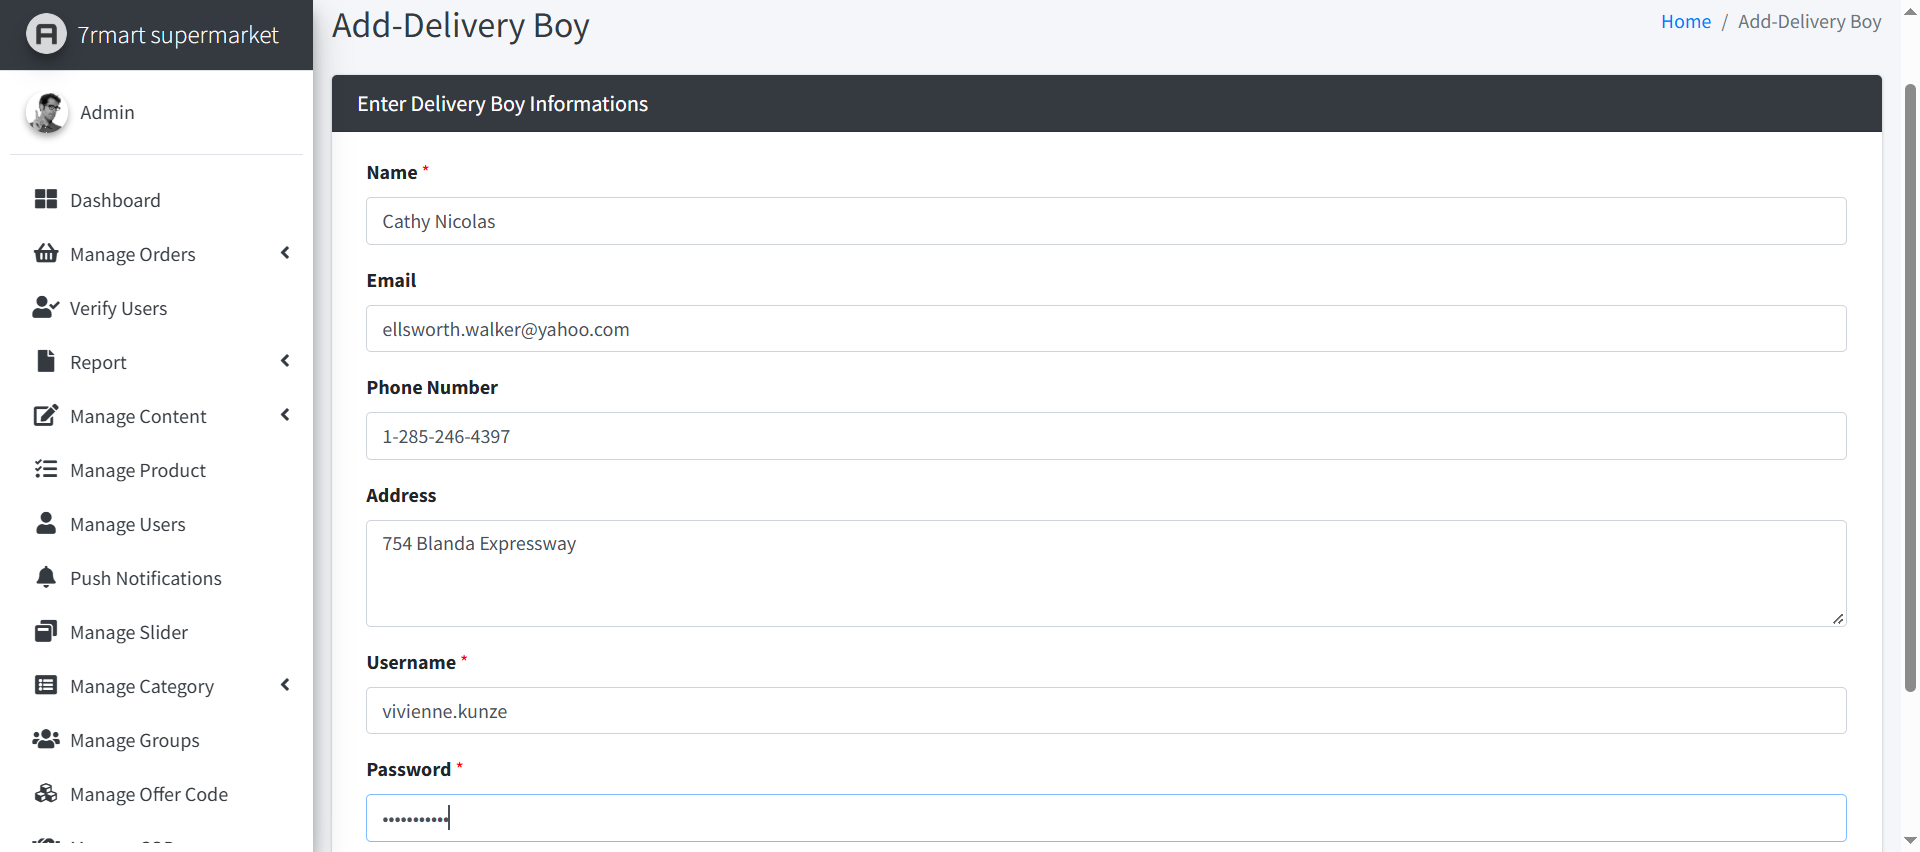 7rmart supermarket
Admin
Dashboard
Manage Orders
Verify Users
Report
Manage Content
Manage Product
Manage Users
Push Notifications
Manage Slider
Manage Category
Manage Groups
Manage Offer Code
Add-Delivery Boy
Home / Add-Delivery Boy
Enter Delivery Boy Informations
Name *
Cathy Nicolas
Email
ellsworth.walker@yahoo.com
Phone Number
1-285-246-4397
Address
754 Blanda Expressway
Username *
vivienne.kunze
Password *
•••••••••••